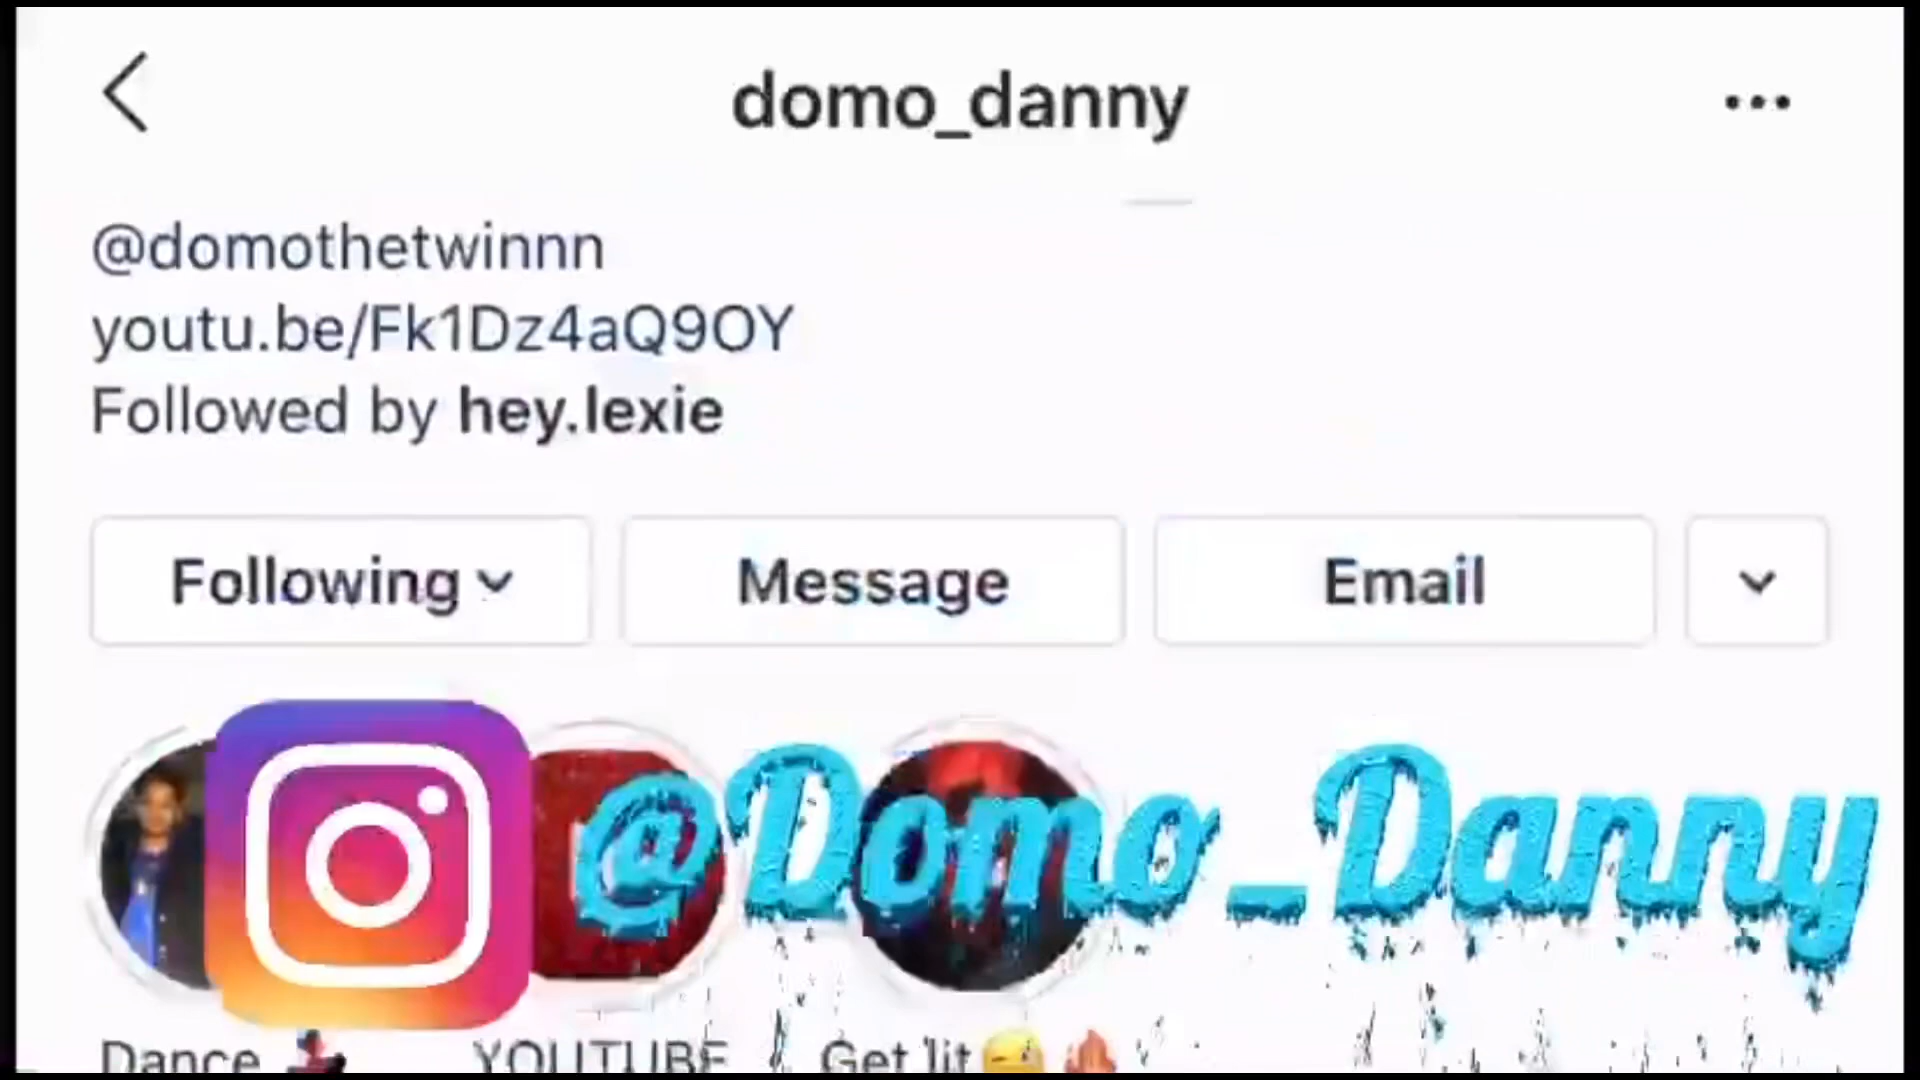 domo_danny
@domothetwinnn
youtu.be/Fk1Dz4aQ9OY
Followed by hey.lexie
Following
Message
Email
@Domo_Danny
Dance
YOUTUBE
Get lit